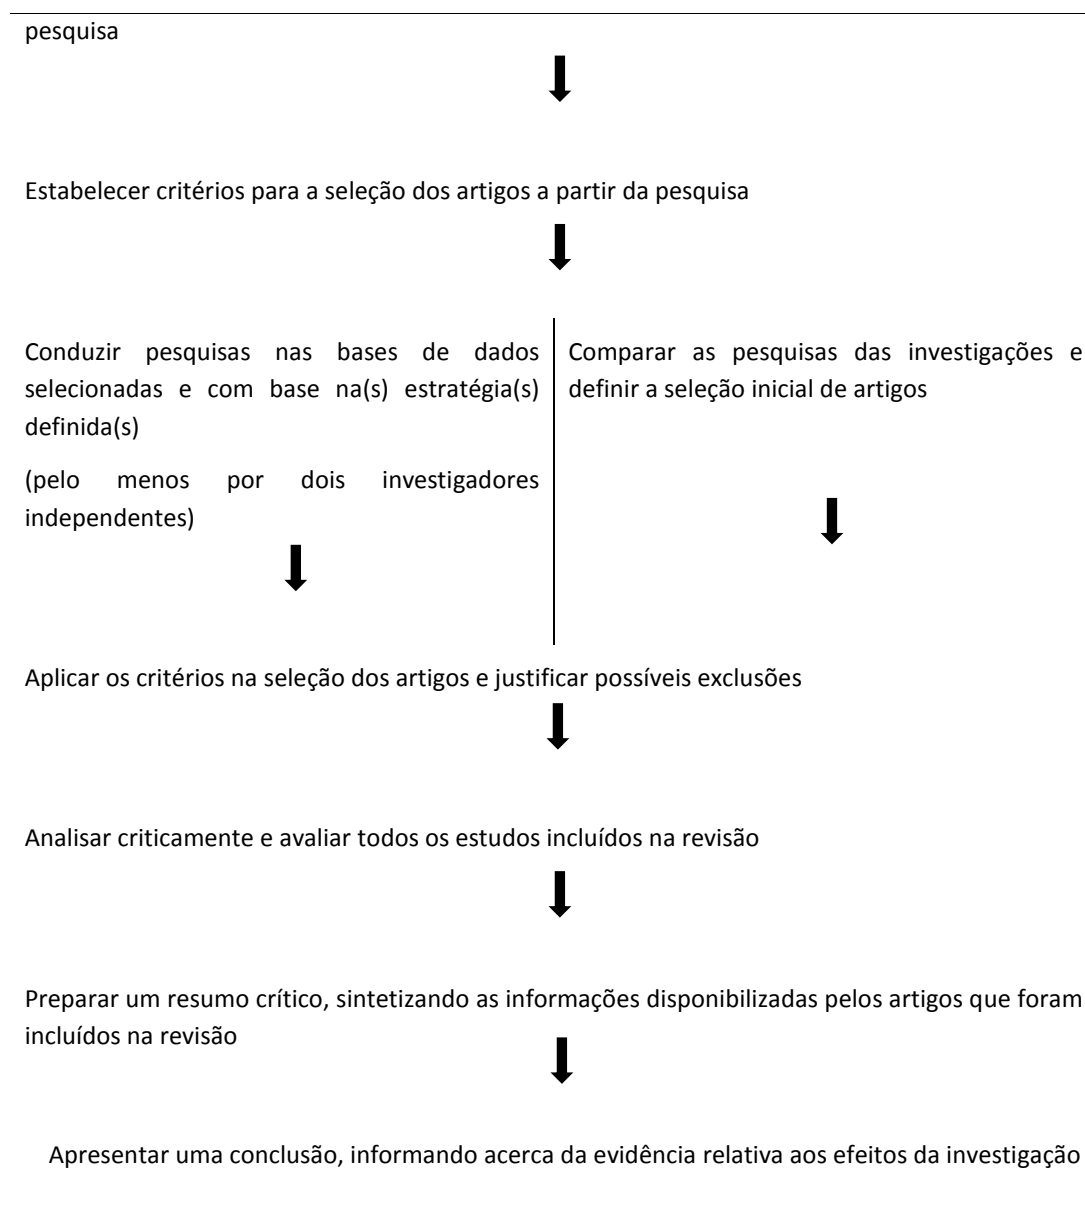 pesquisa
Estabelecer critérios para a seleção dos artigos a partir da pesquisa
Conduzir pesquisas nas bases de dados
selecionadas e com base na(s) estratégia(s)
definida(s)
(pelo menos por dois investigadores
independentes)
Comparar as pesquisas das investigações e
definir a seleção inicial de artigos
Aplicar os critérios na seleção dos artigos e justificar possíveis exclusões
Analisar criticamente e avaliar todos os estudos incluídos na revisão
Preparar um resumo crítico, sintetizando as informações disponibilizadas pelos artigos que foram
incluídos na revisão
Apresentar uma conclusão, informando acerca da evidência relativa aos efeitos da investigação